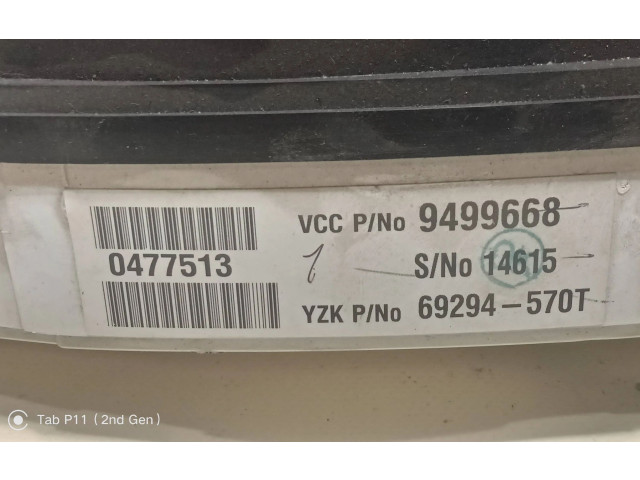 VCC P/No 9499668
0477513
1
S/No 14615
YZK P/No 69294-570T
Tab P11 (2nd Gen)